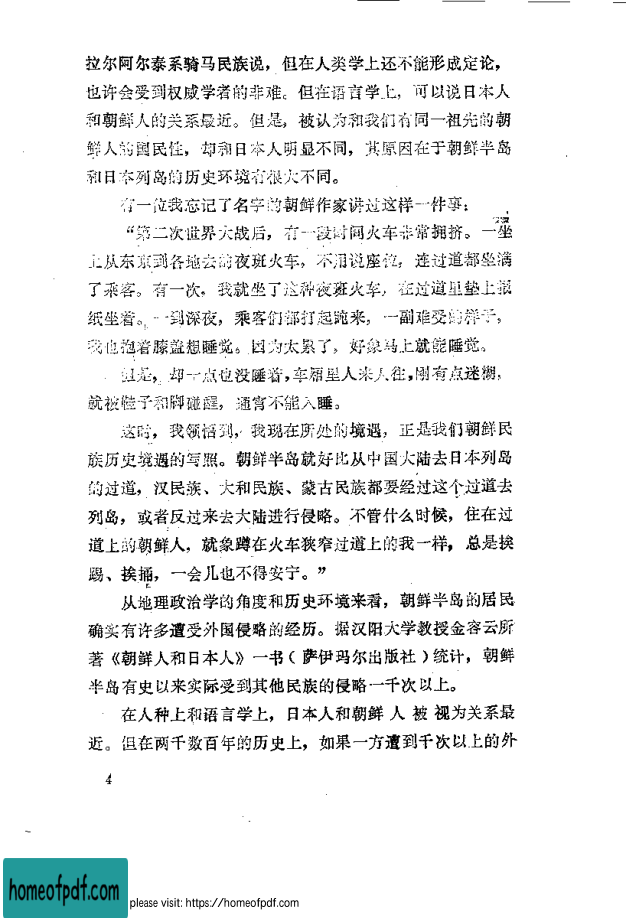 拉尔阿尔泰系骑马民族说，但在人类学上还不能形成定论，
也许会受到权威学者的非难。但在语言学上，可以说日本人
和朝鲜人的关系最近。但是，被认为和我们有同一祖先的朝
鲜人的国民性，却和日本人明显不同，其原因在于朝鲜半岛
和日本列岛的历史环境有很大不同。
有一位我忘记了名字的朝鲜作家讲过这样一件事：
“第二次世界大战后，有一段时间火车非常拥挤。一坐
上从东京到各地去的夜班火车，不用说座位，连过道都坐满
了乘客。有一次，我就坐了这种夜班火车，在过道里垫上报
纸坐着。一到深夜，乘客们都打起跑来，一副难受的样子，
我也抱着膝盖想睡觉。因为太累了，好象马上就能睡觉。
但是，却一点也没睡着，车厢里人来人往，刚有点迷糊，
就被鞋子和脚碰醒，通宵不能入睡。
这时，我领悟到，我现在所处的境遇，正是我们朝鲜民
族历史境遇的写照。朝鲜半岛就好比从中国大陆去日本列岛
的过道，汉民族、大和民族、蒙古民族都要经过这个过道去
列岛，或者反过来去大陆进行侵略。不管什么时候，住在过
道上的朝鲜人，就象蹲在火车狭窄过道上的我一样，总是挨
踢、挨捅，一会儿也不得安宁。”
从地理政治学的角度和历史环境来看，朝鲜半岛的居民
确实有许多遭受外国侵略的经历。据汉阳大学教授金容云所
著《朝鲜人和日本人》一书（萨伊玛尔出版社）统计，朝鲜
半岛有史以来实际受到其他民族的侵略一千次以上。
在人种上和语言学上，日本人和朝鲜人被视为关系最
近。但在两千数百年的历史上，如果一方遭到千次以上的外
4
homeofpdf.com
please visit: https://homeofpdf.com